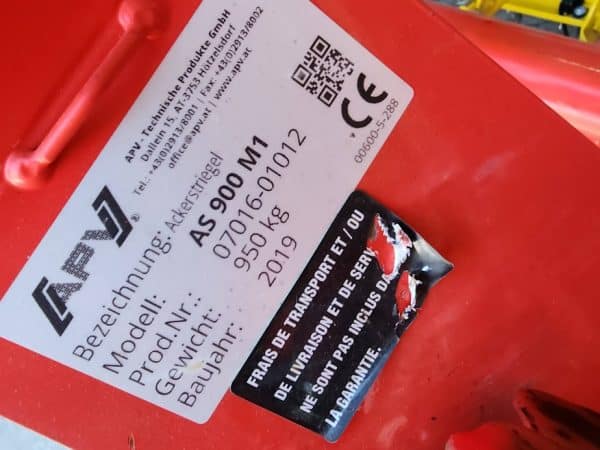 [APV]®
APV - Technische Produkte GmbH
Dallein 15, AT-3753 Hötzelsdorf
Tel.: +43(0)2913/8001 | Fax: +43(0)2913/8002
office@apv.at | www.apv.at
Bezeichnung: Ackerstriegel
Modell: AS 900 M1
Prod.Nr.: 07016-01012
Gewicht: 950 kg
Baujahr: 2019
CE
00600-5-288
FRAIS DE TRANSPORT ET / OU
DE LIVRAISON ET DE
NE SONT PAS INCLUS
LA GARANTIE.